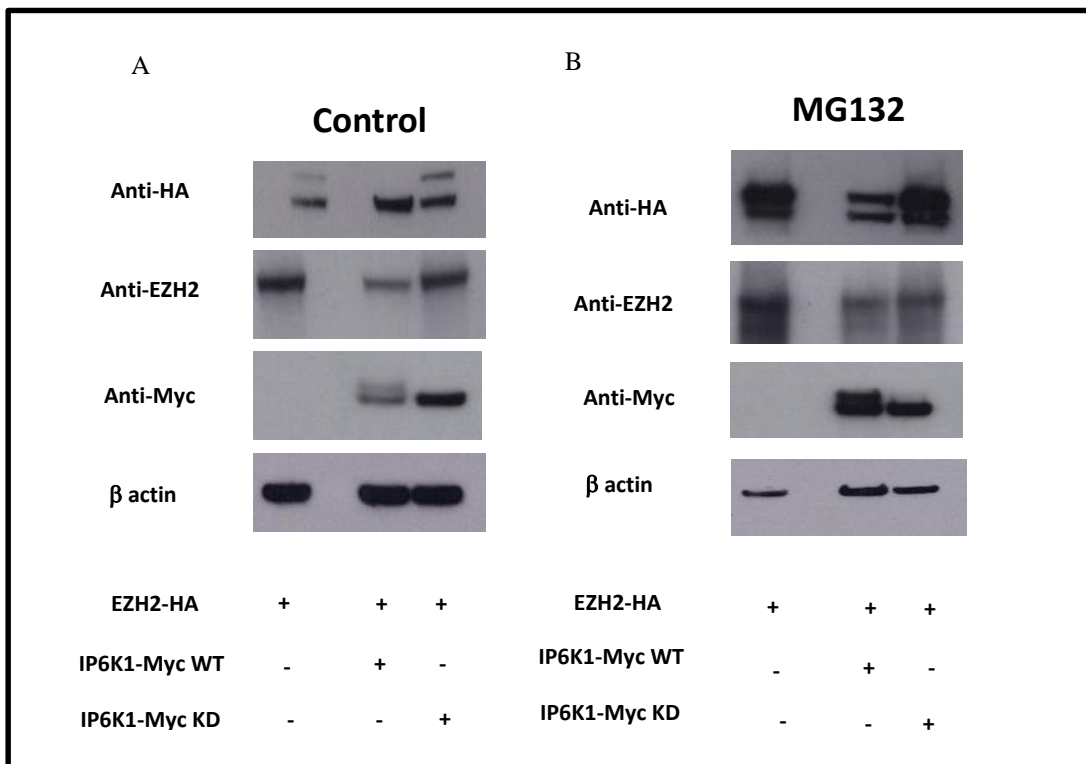 A
Control
Anti-HA
Anti-EZH2
Anti-Myc
β actin
EZH2-HA + + +
IP6K1-Myc WT - + -
IP6K1-Myc KD - - +
B
MG132
Anti-HA
Anti-EZH2
Anti-Myc
β actin
EZH2-HA + + +
IP6K1-Myc WT - + -
IP6K1-Myc KD - - +